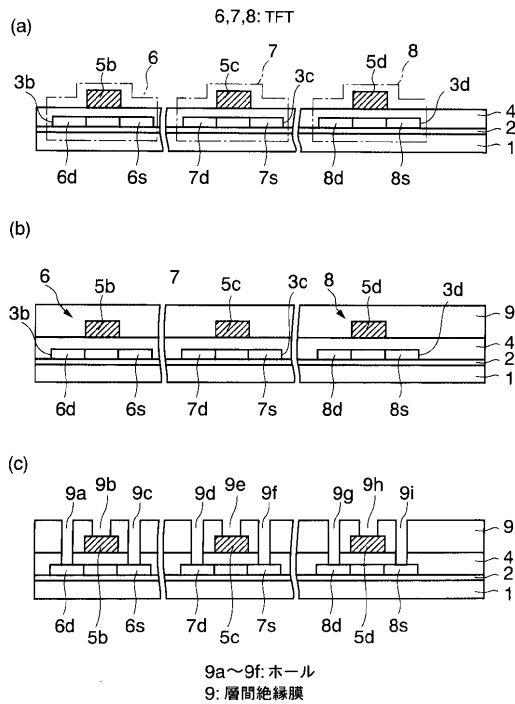 6,7,8: TFT
(a)
5b 6 5c 7 5d 8
3b 3c 3d
4
2
1
6d 6s 7d 7s 8d 8s
(b)
6 5b 7 5c 3c 8 5d 3d
9
3b
4
2
1
6d 6s 7d 7s 8d 8s
(c)
9b 9e 9h
9a 9c 9d 9f 9g 9i
9
4
2
1
6d 5b 6s 7d 5c 7s 8d 5d 8s
9a～9f: ホール
9: 層間絶縁膜